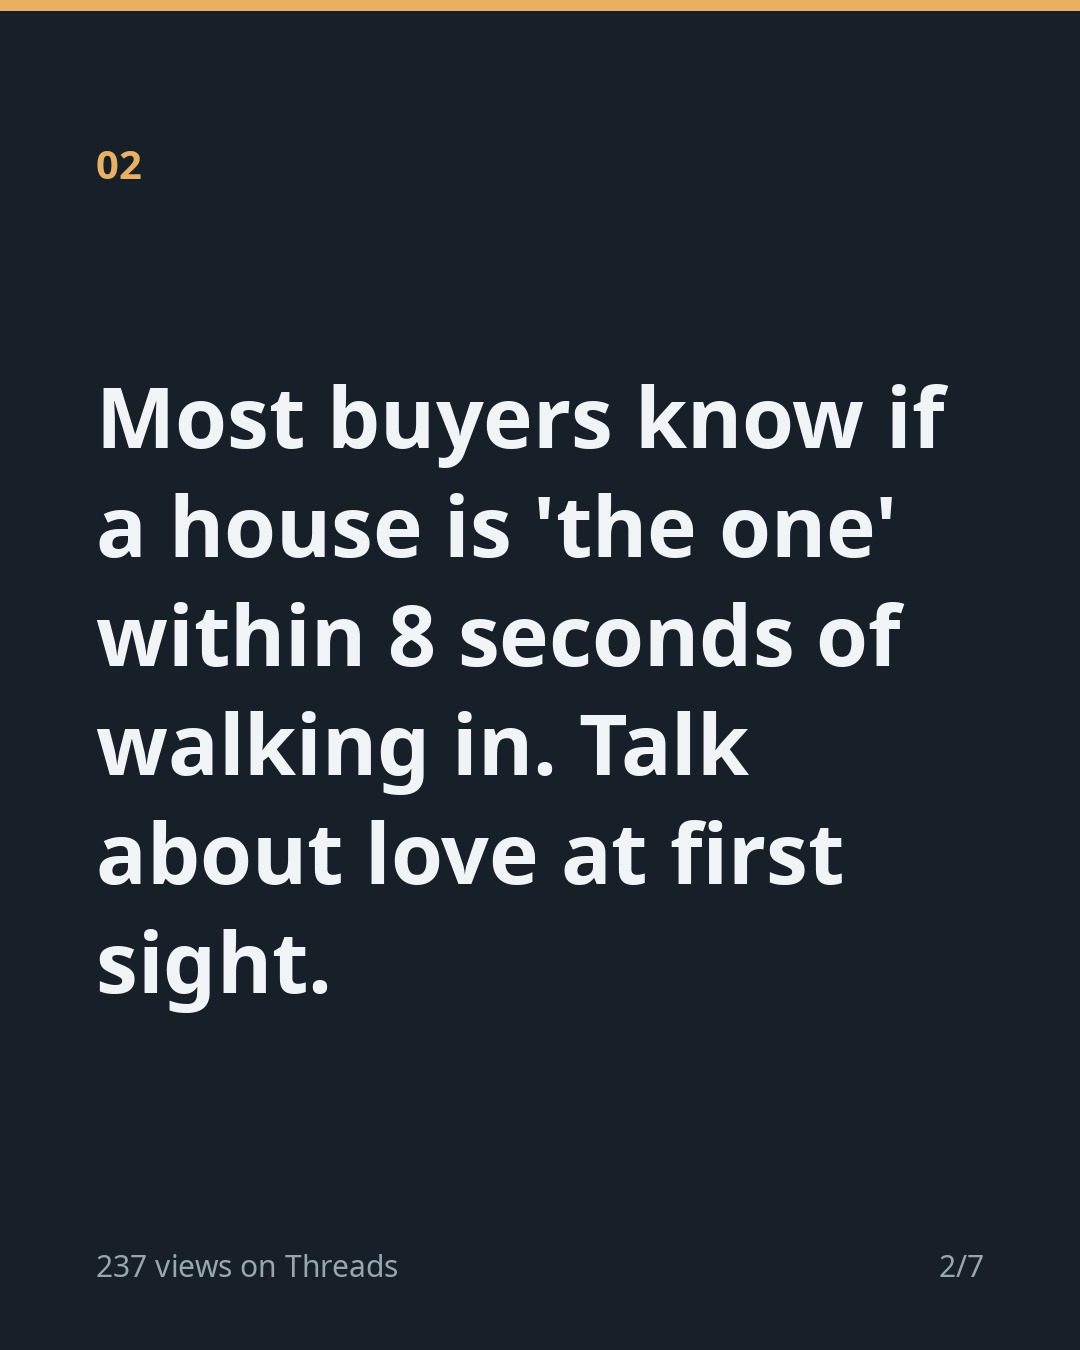 02
Most buyers know if
a house is 'the one'
within 8 seconds of
walking in. Talk
about love at first
sight.
237 views on Threads
2/7